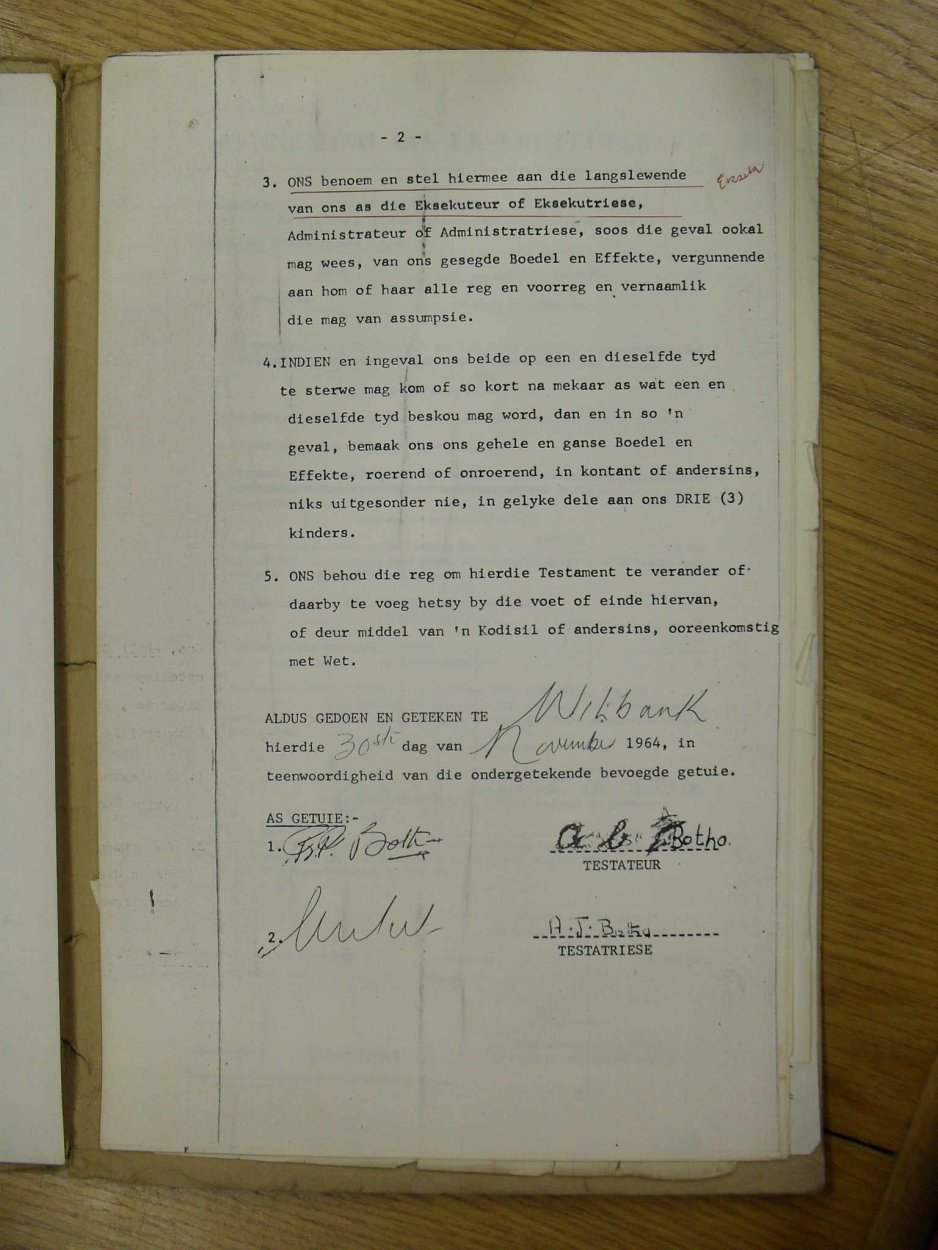 - 2 -
3. ONS benoem en stel hiermee aan die langslewende
van ons as die Eksekuteur of Eksekutriese,
Administrateur of Administratriese, soos die geval ookal
mag wees, van ons gesegde Boedel en Effekte, vergunnende
aan hom of haar alle reg en voorreg en vernaamlik
die mag van assumpsie.
4. INDIEN en ingeval ons beide op een en dieselfde tyd
te sterwe mag kom of so kort na mekaar as wat een en
dieselfde tyd beskou mag word, dan en in so 'n
geval, bemaak ons ons gehele en ganse Boedel en
Effekte, roerend of onroerend, in kontant of andersins,
niks uitgesonder nie, in gelyke dele aan ons DRIE (3)
kinders.
5. ONS behou die reg om hierdie Testament te verander of
daarby te voeg hetsy by die voet of einde hiervan,
of deur middel van 'n Kodisil of andersins, ooreenkomstig
met Wet.
ALDUS GEDOEN EN GETEKEN TE Witbank
hierdie 30ste dag van November 1964, in
teenwoordigheid van die ondergetekende bevoegde getuie.
AS GETUIE:-
1. Botha
a b Botha.
TESTATEUR
2.
A. J. Botha
TESTATRIESE